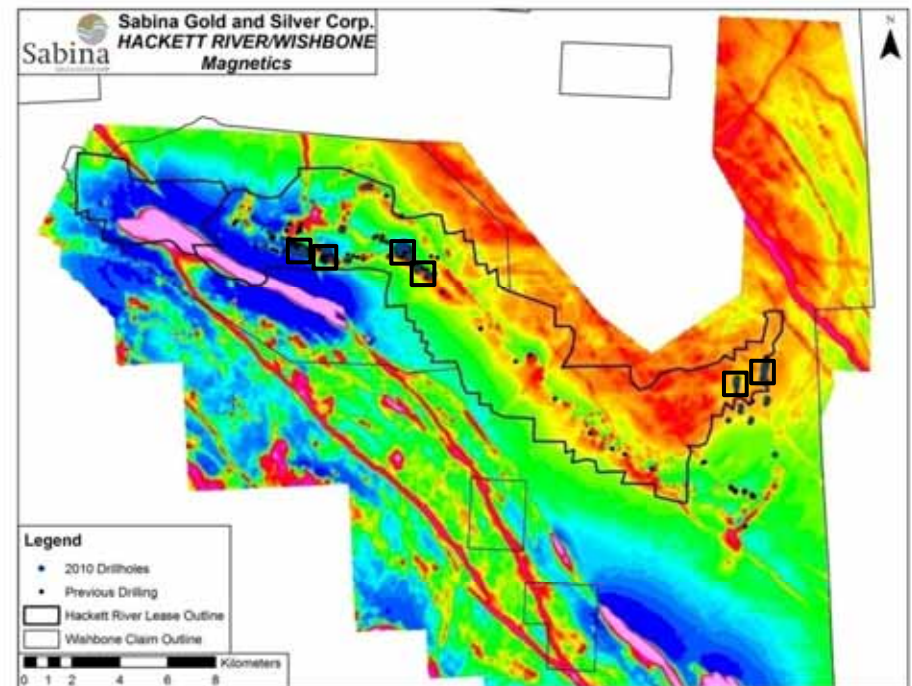 Sabina
Sabina Gold and Silver Corp.
HACKETT RIVER/WISHBONE
Magnetics
N
Legend
2010 Drillholes
Previous Drilling
Hackett River Lease Outline
Wishbone Claim Outline
Kilometers
0 1 2 4 6 8